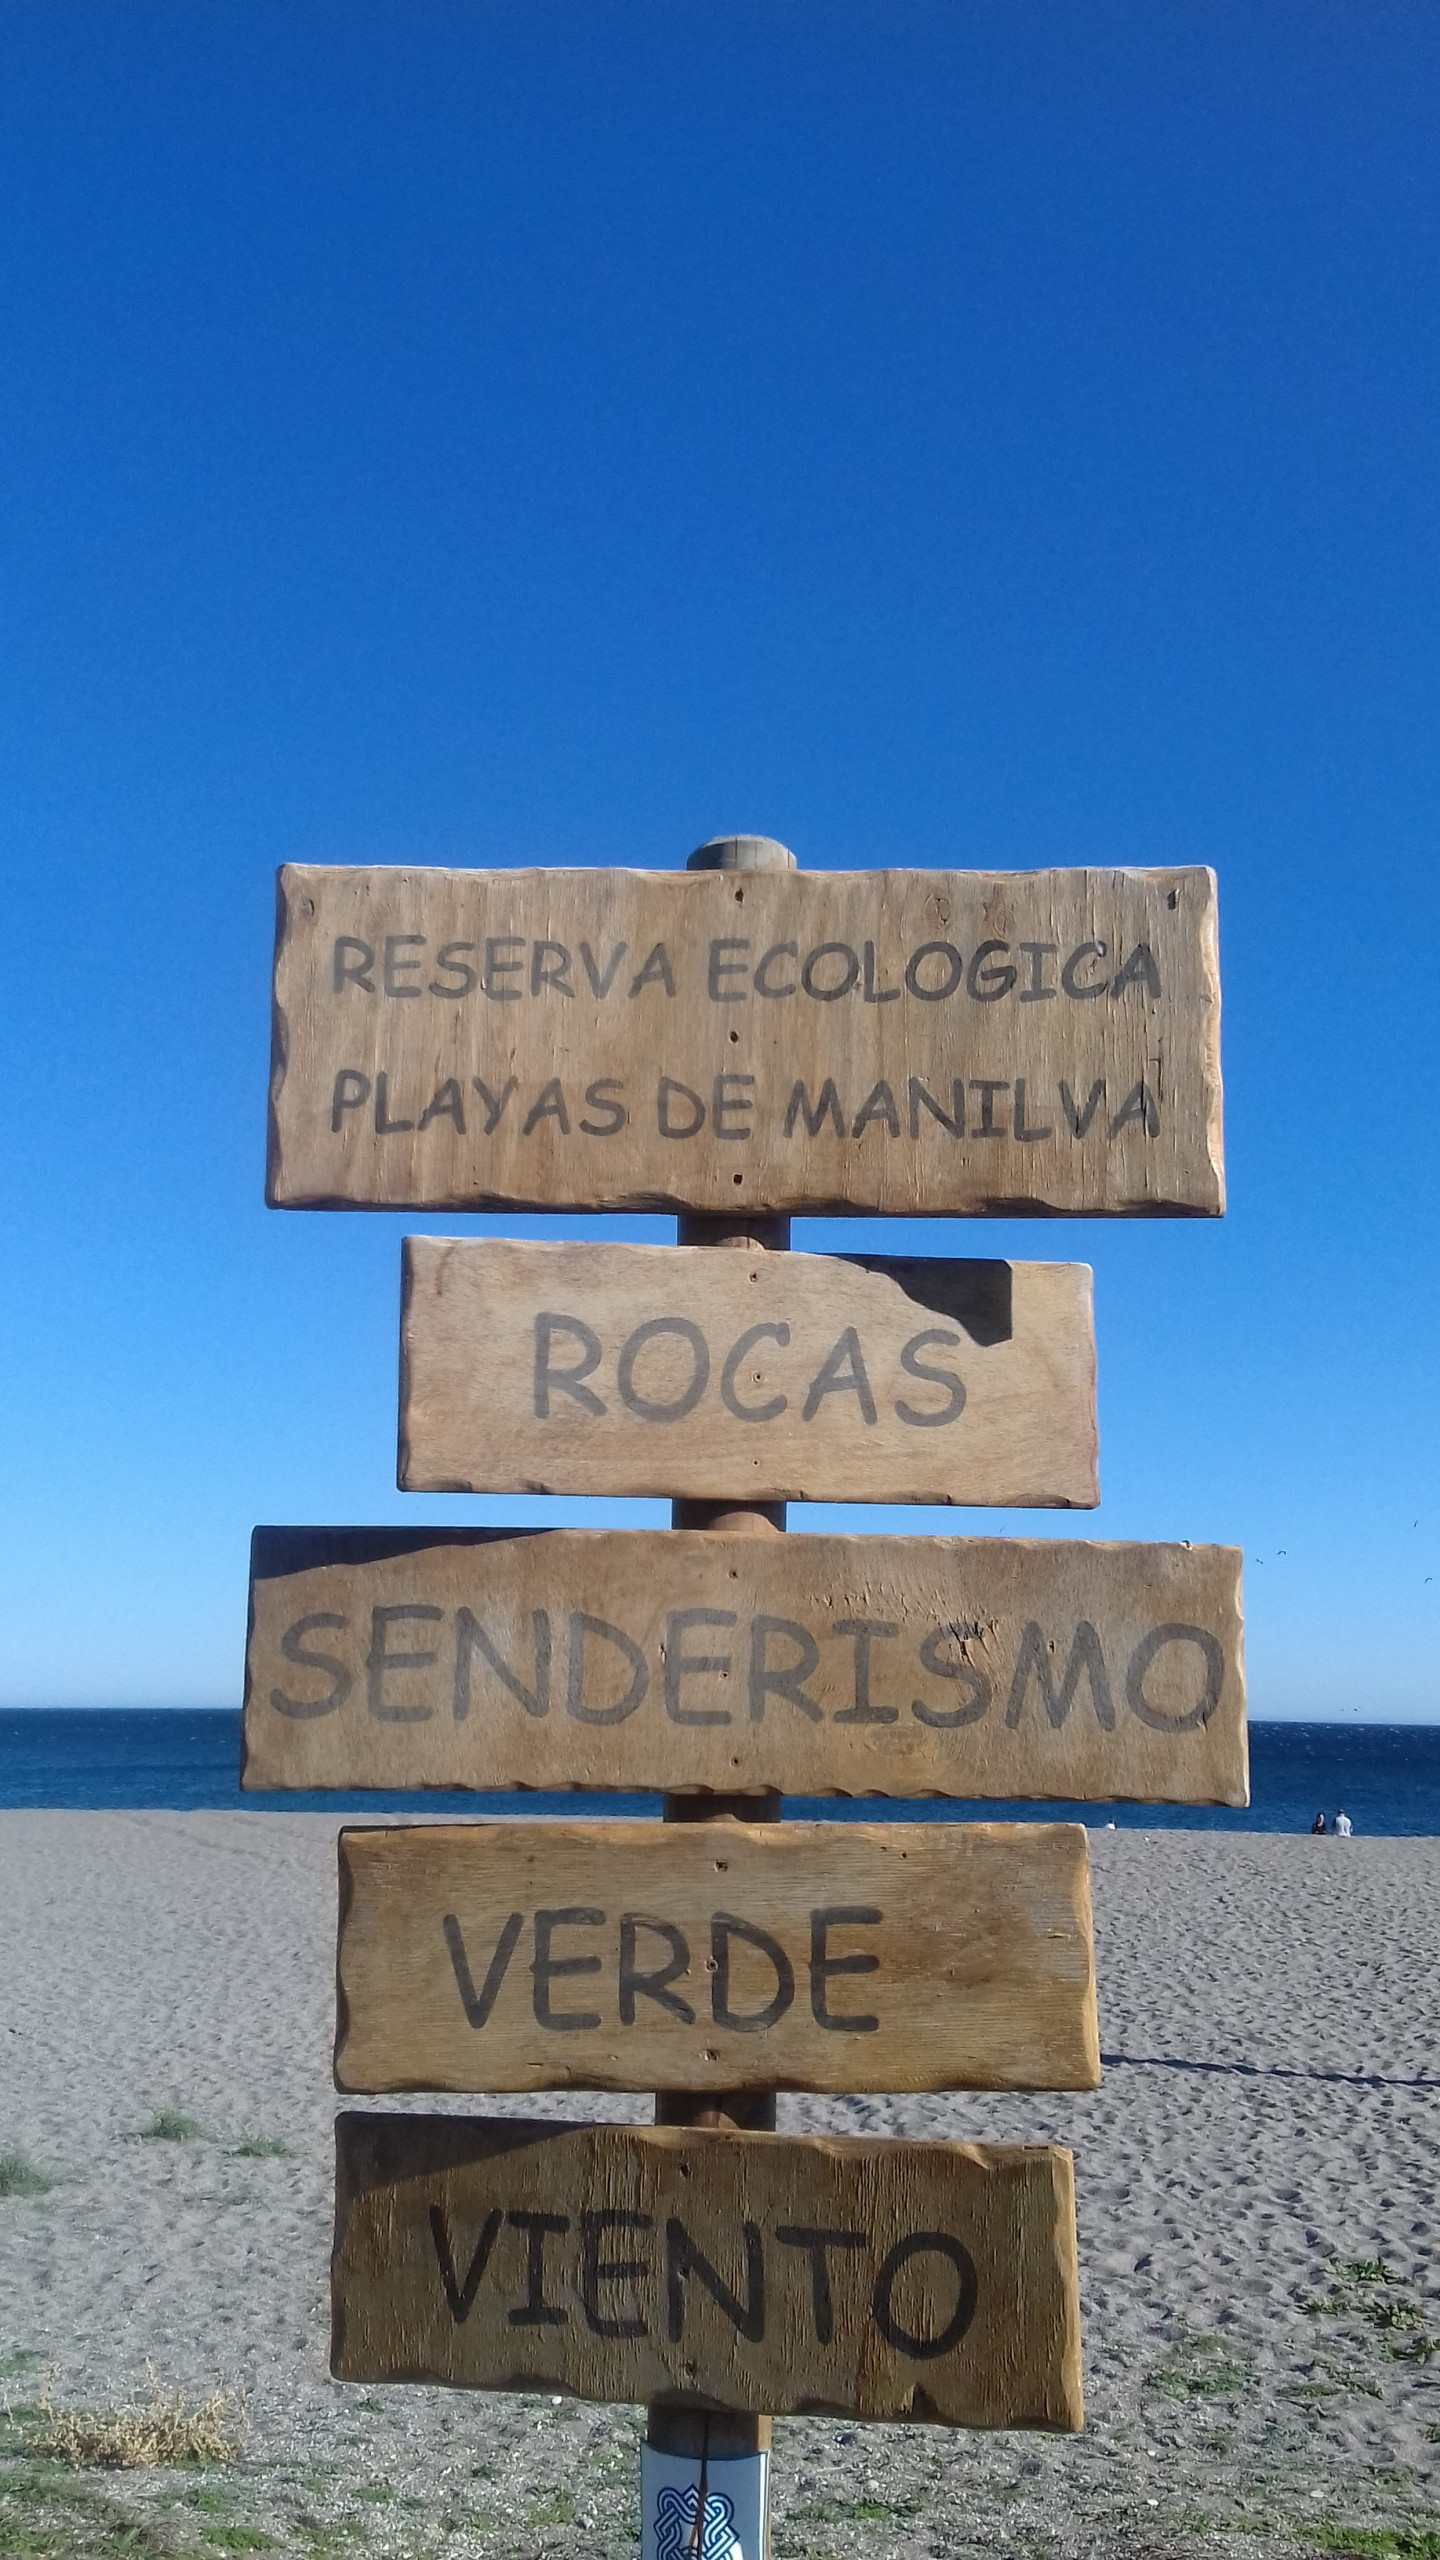 RESERVA ECOLOGICA
PLAYAS DE MANILVA
ROCAS
SENDERISMO
VERDE
VIENTO